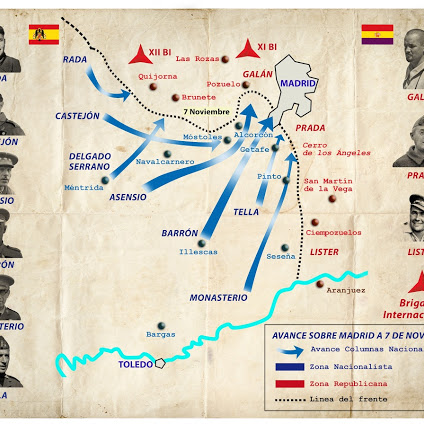 XII BI
XI BI
Las Rozas
RADA
GALÁN
Quijorna
Pozuelo
MADRID
Brunete
DA
GAL
CASTEJÓN
7 Noviembre
Alcorcón
PRADA
Móstoles
Getafe
Cerro
de los Ángeles
JÓN
DELGADO
SERRANO
Navalcarnero
PRA
Pinto
San Martín
de la Vega
Méntrida
ASENSIO
SIO
TELLA
Ciempozuelos
BARRÓN
Illescas
LISTER
Seseña
LIST
RÓN
MONASTERIO
Aranjuez
Briga
Internac
TERIO
Bargas
AVANCE SOBRE MADRID A 7 DE NOV
Avance Columnas Naciona
TOLEDO
Zona Nacionalista
Zona Republicana
LA
Linea del frente